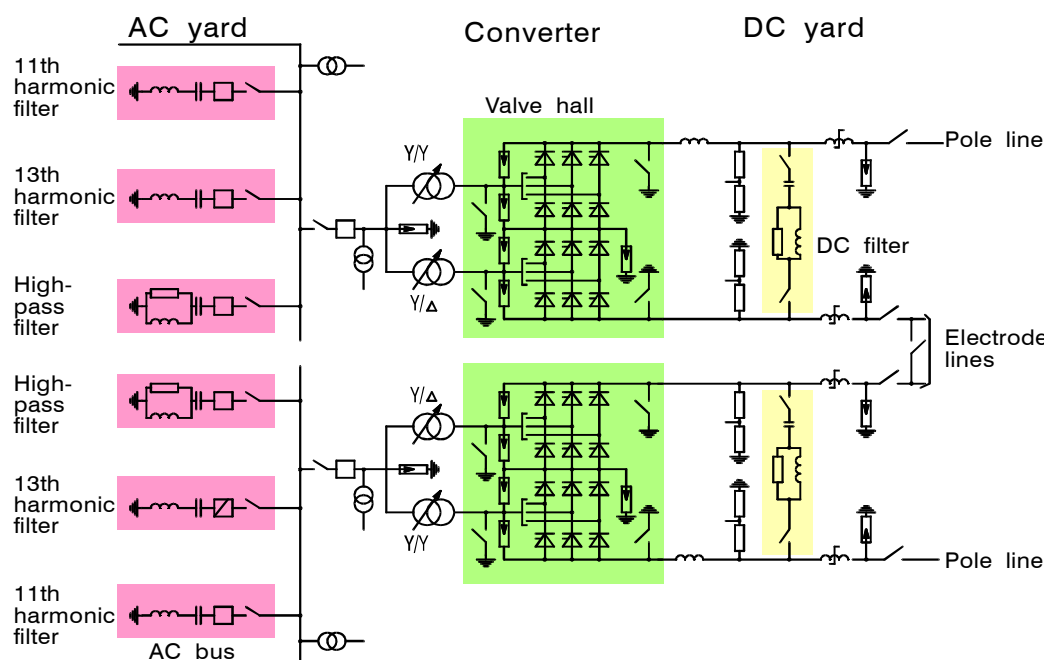 AC yard
Converter
DC yard
11th
harmonic
filter
Valve hall
Y/Y
Pole line
13th
harmonic
filter
DC filter
High-
pass
filter
Y/Δ
Electrode
lines
High-
pass
filter
Y/Δ
13th
harmonic
filter
Y/Y
Pole line
11th
harmonic
filter
AC bus